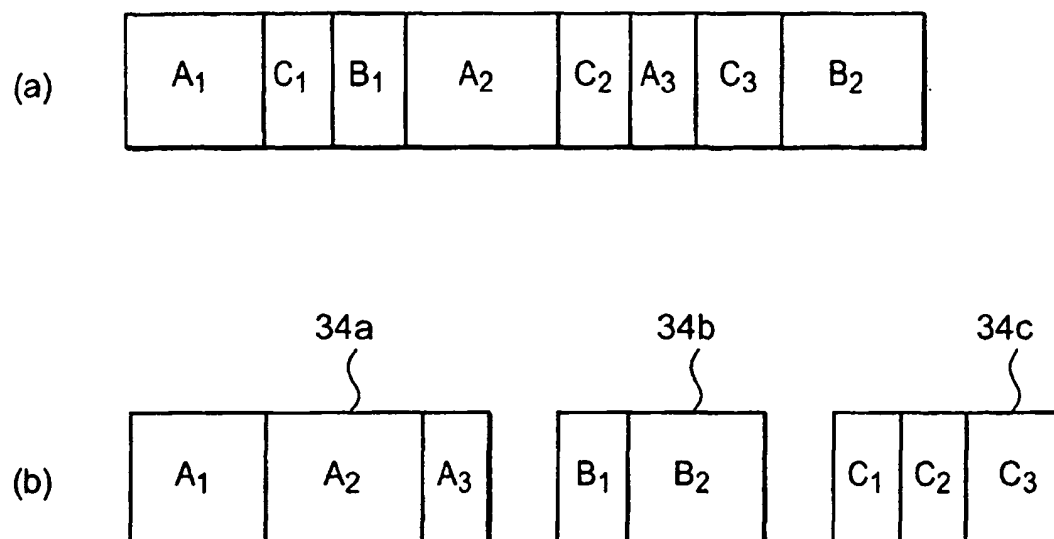 (a) A₁ C₁ B₁ A₂ C₂ A₃ C₃ B₂
34a 34b 34c
(b) A₁ A₂ A₃ B₁ B₂ C₁ C₂ C₃